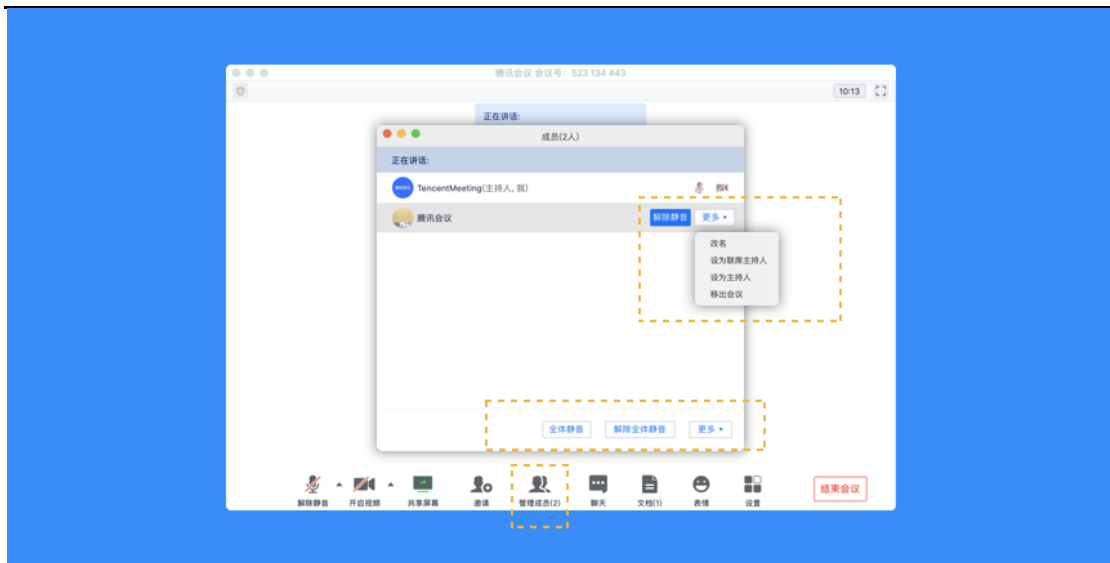 腾讯会议 会议号：523 134 443
10:13
正在讲话:
成员(2人)
正在讲话:
TencentMeeting(主持人, 我)
腾讯会议
解除静音 更多
改名
设为联席主持人
设为主持人
移出会议
全体静音 解除全体静音 更多
解除静音 开启视频 共享屏幕 邀请 管理成员(2) 聊天 文档(1) 表情 设置 结束会议